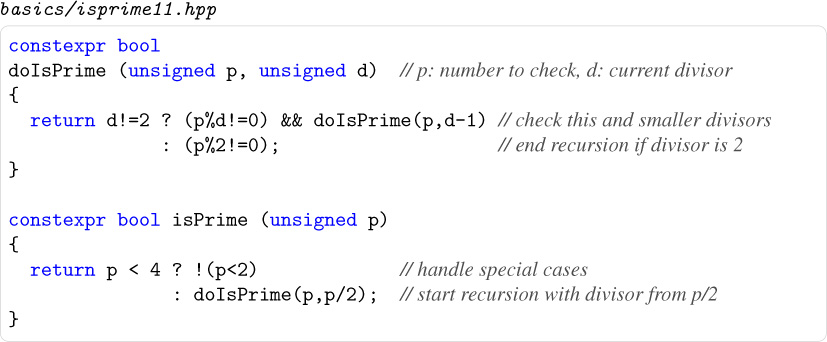 basics/isprime11.hpp
constexpr bool
doIsPrime (unsigned p, unsigned d)  // p: number to check, d: current divisor
{
  return d!=2 ? (p%d!=0) && doIsPrime(p,d-1) // check this and smaller divisors
              : (p%2!=0);                    // end recursion if divisor is 2
}

constexpr bool isPrime (unsigned p)
{
  return p < 4 ? !(p<2)             // handle special cases
               : doIsPrime(p,p/2);  // start recursion with divisor from p/2
}